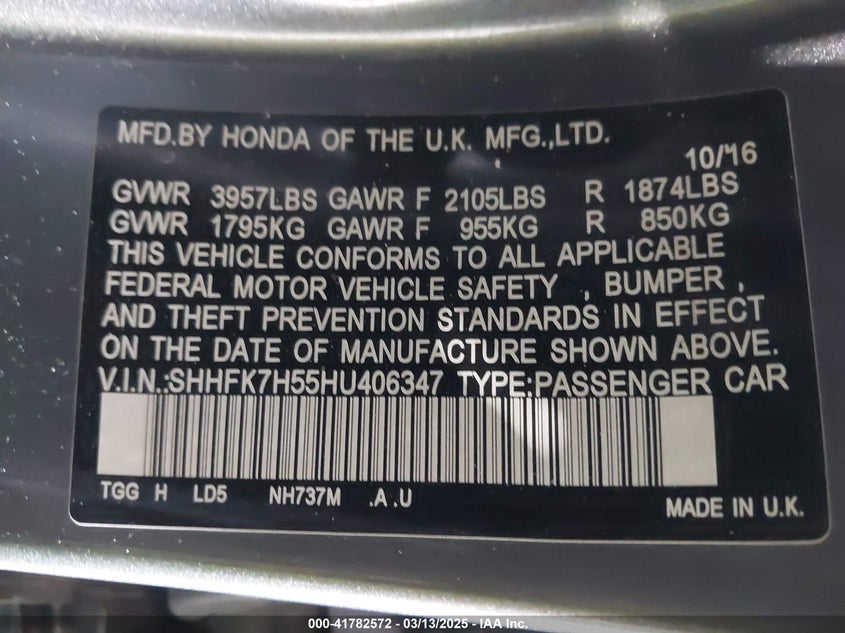 MFD.BY HONDA OF THE U.K. MFG.,LTD.
10/16
GVWR 3957LBS GAWR F 2105LBS R 1874LBS
GVWR 1795KG GAWR F 955KG R 850KG
THIS VEHICLE CONFORMS TO ALL APPLICABLE
FEDERAL MOTOR VEHICLE SAFETY , BUMPER ,
AND THEFT PREVENTION STANDARDS IN EFFECT
ON THE DATE OF MANUFACTURE SHOWN ABOVE.
V.I.N.:SHHFK7H55HU406347 TYPE:PASSENGER CAR
TGG H LD5 NH737M .A .U
MADE IN U.K.
000-41782572 — 03/13/2025 — IAA Inc.